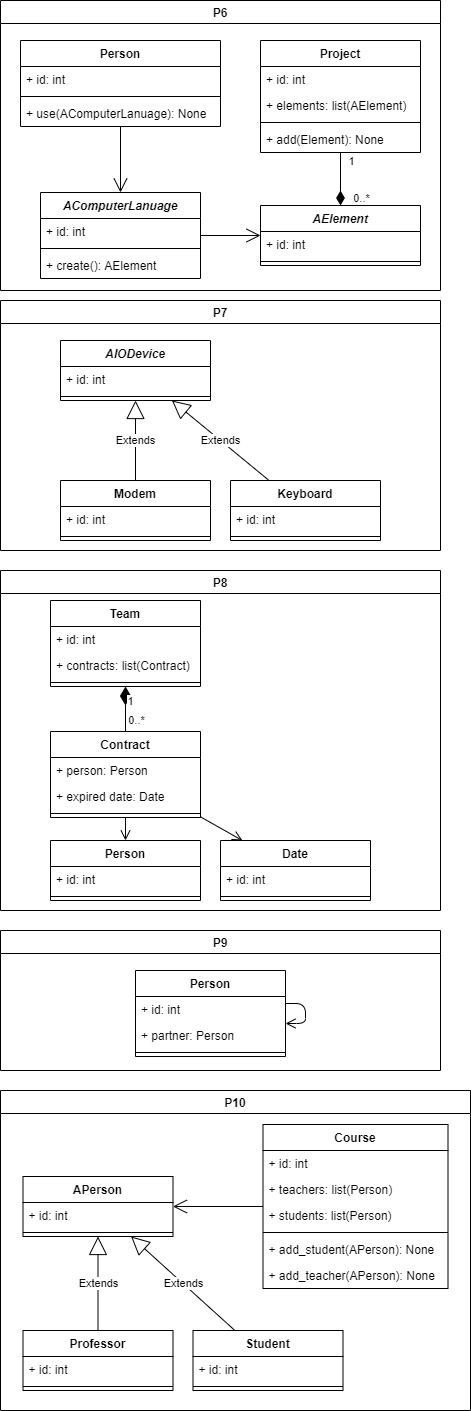 P6
Person
+ id: int
+ use(AComputerLanuage): None
Project
+ id: int
+ elements: list(AElement)
+ add(Element): None
1
0..*
AComputerLanuage
+ id: int
+ create(): AElement
AElement
+ id: int
P7
AIODevice
+ id: int
Extends
Extends
Modem
+ id: int
Keyboard
+ id: int
P8
Team
+ id: int
+ contracts: list(Contract)
1
0..*
Contract
+ person: Person
+ expired date: Date
Person
+ id: int
Date
+ id: int
P9
Person
+ id: int
+ partner: Person
P10
Course
+ id: int
+ teachers: list(Person)
+ students: list(Person)
+ add_student(APerson): None
+ add_teacher(APerson): None
APerson
+ id: int
Extends
Extends
Professor
+ id: int
Student
+ id: int